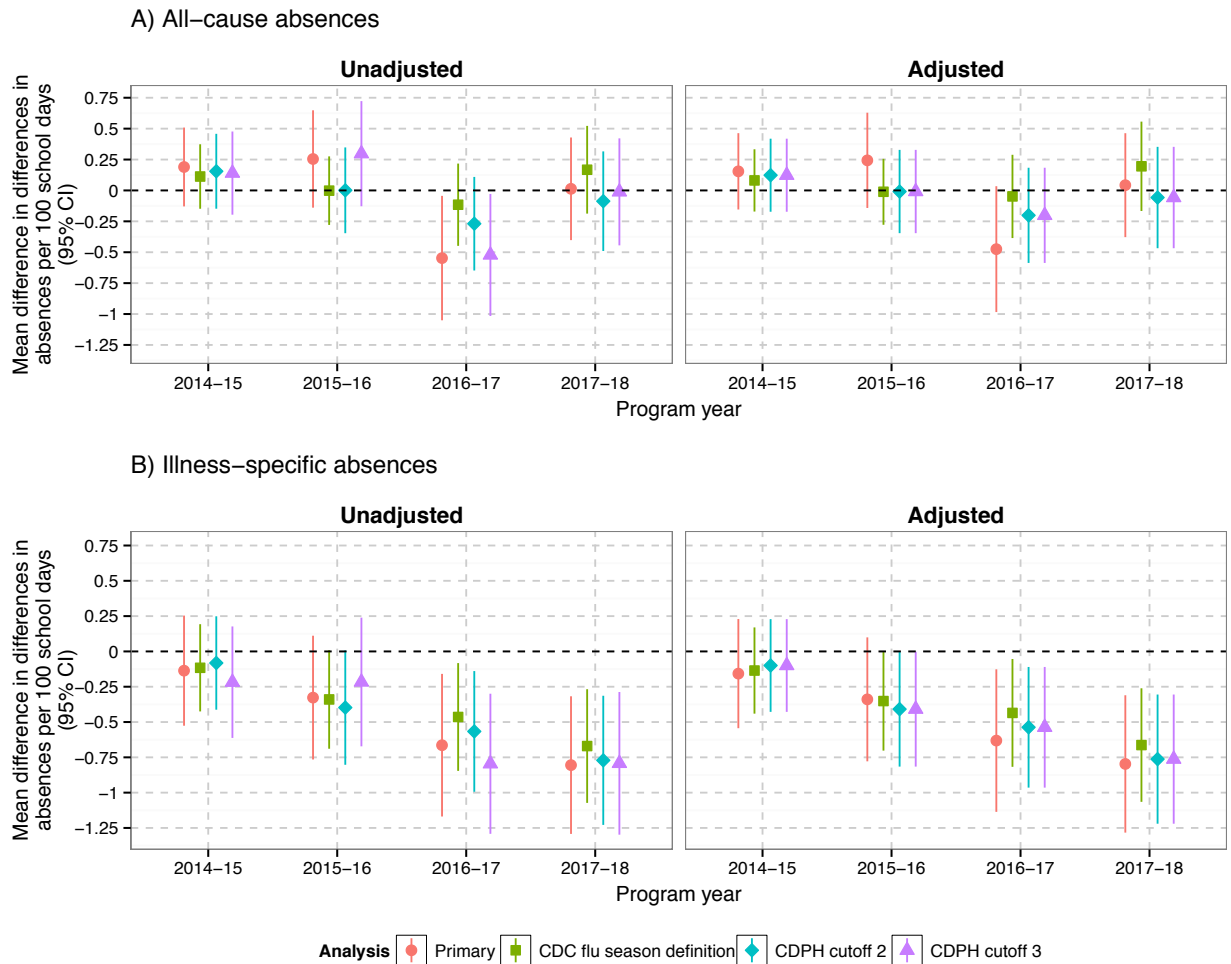 A) All−cause absences
Unadjusted
Adjusted
Mean difference in differences in
absences per 100 school days
(95% CI)
0.75
0.5
0.25
0
−0.25
−0.5
−0.75
−1
−1.25
2014−15 2015−16 2016−17 2017−18
2014−15 2015−16 2016−17 2017−18
Program year
B) Illness−specific absences
Unadjusted
Adjusted
Mean difference in differences in
absences per 100 school days
(95% CI)
0.75
0.5
0.25
0
−0.25
−0.5
−0.75
−1
−1.25
2014−15 2015−16 2016−17 2017−18
2014−15 2015−16 2016−17 2017−18
Program year
Analysis Primary CDC flu season definition CDPH cutoff 2 CDPH cutoff 3